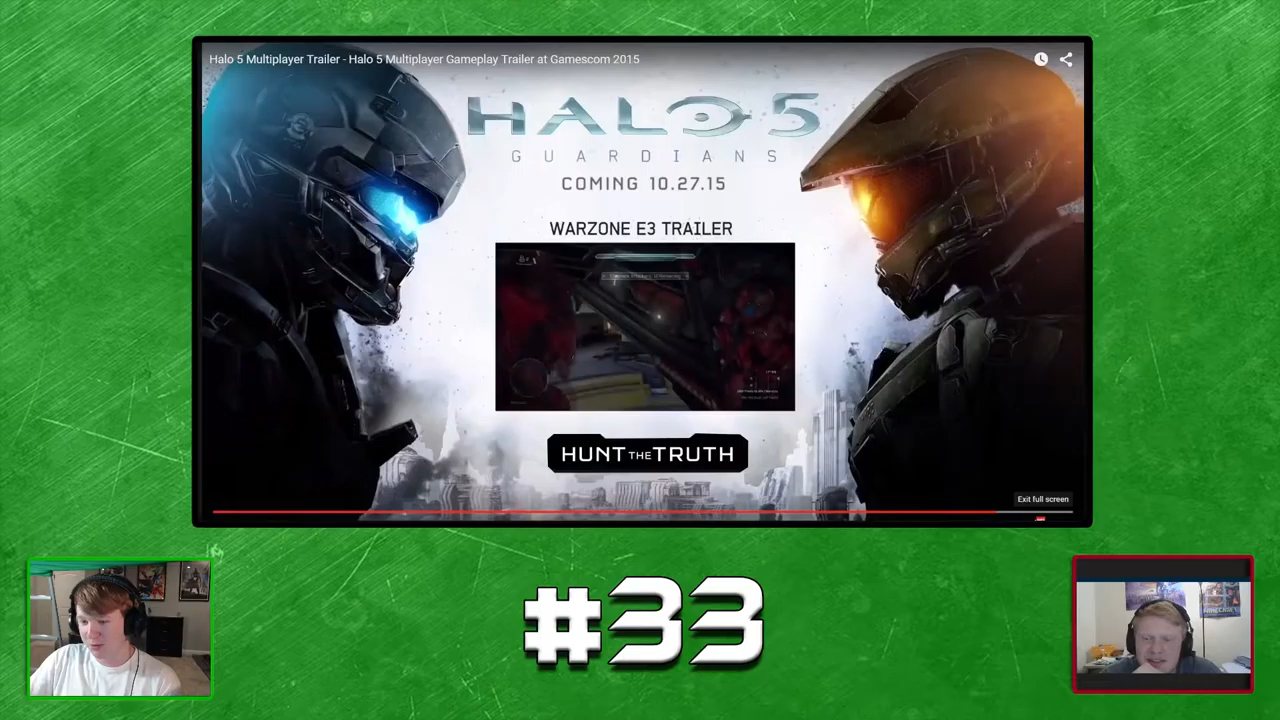 Halo 5 Multiplayer Trailer - Halo 5 Multiplayer Gameplay Trailer at Gamescom 2015
HALO 5
GUARDIANS
COMING 10.27.15
WARZONE E3 TRAILER
HUNT THE TRUTH
Exit full screen
#33
MINECRAFT